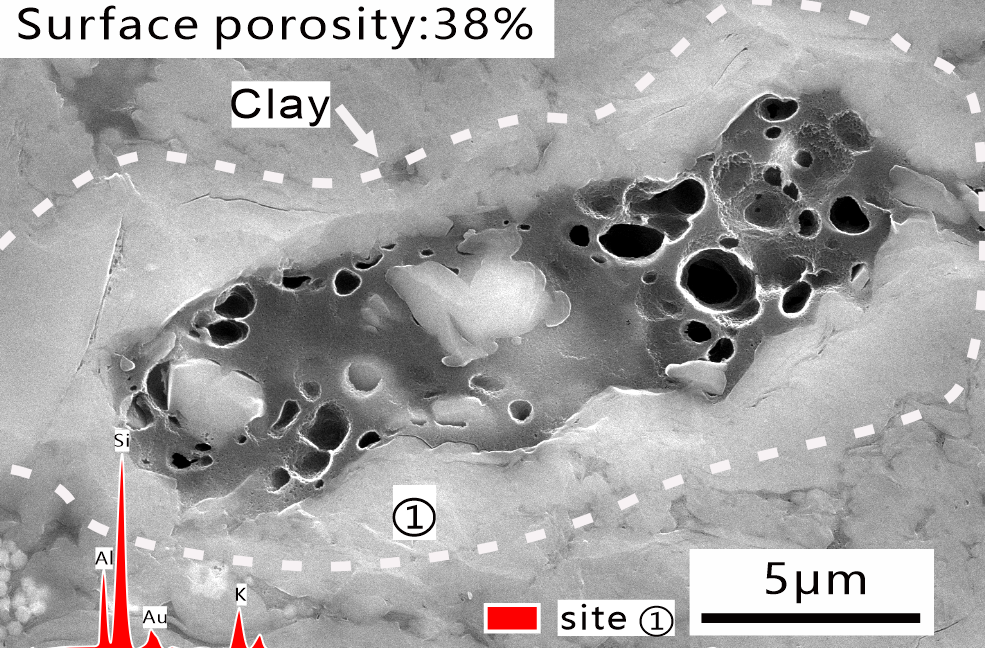 Surface porosity:38%
Clay
Si
①
Al
5μm
K
Au
site ①